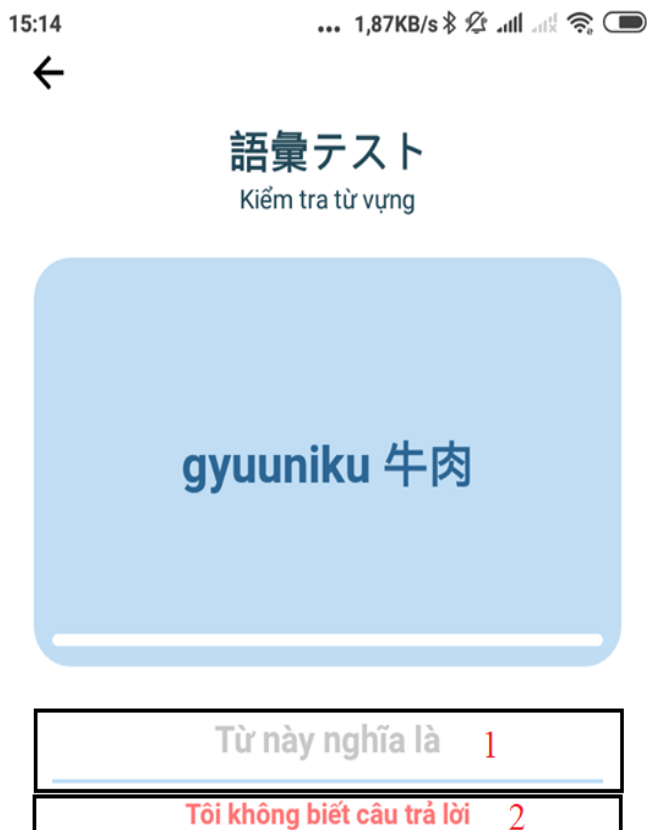 15:14 ... 1,87KB/s
語彙テスト
Kiểm tra từ vựng
gyuuniku 牛肉
Từ này nghĩa là 1
Tôi không biết câu trả lời 2